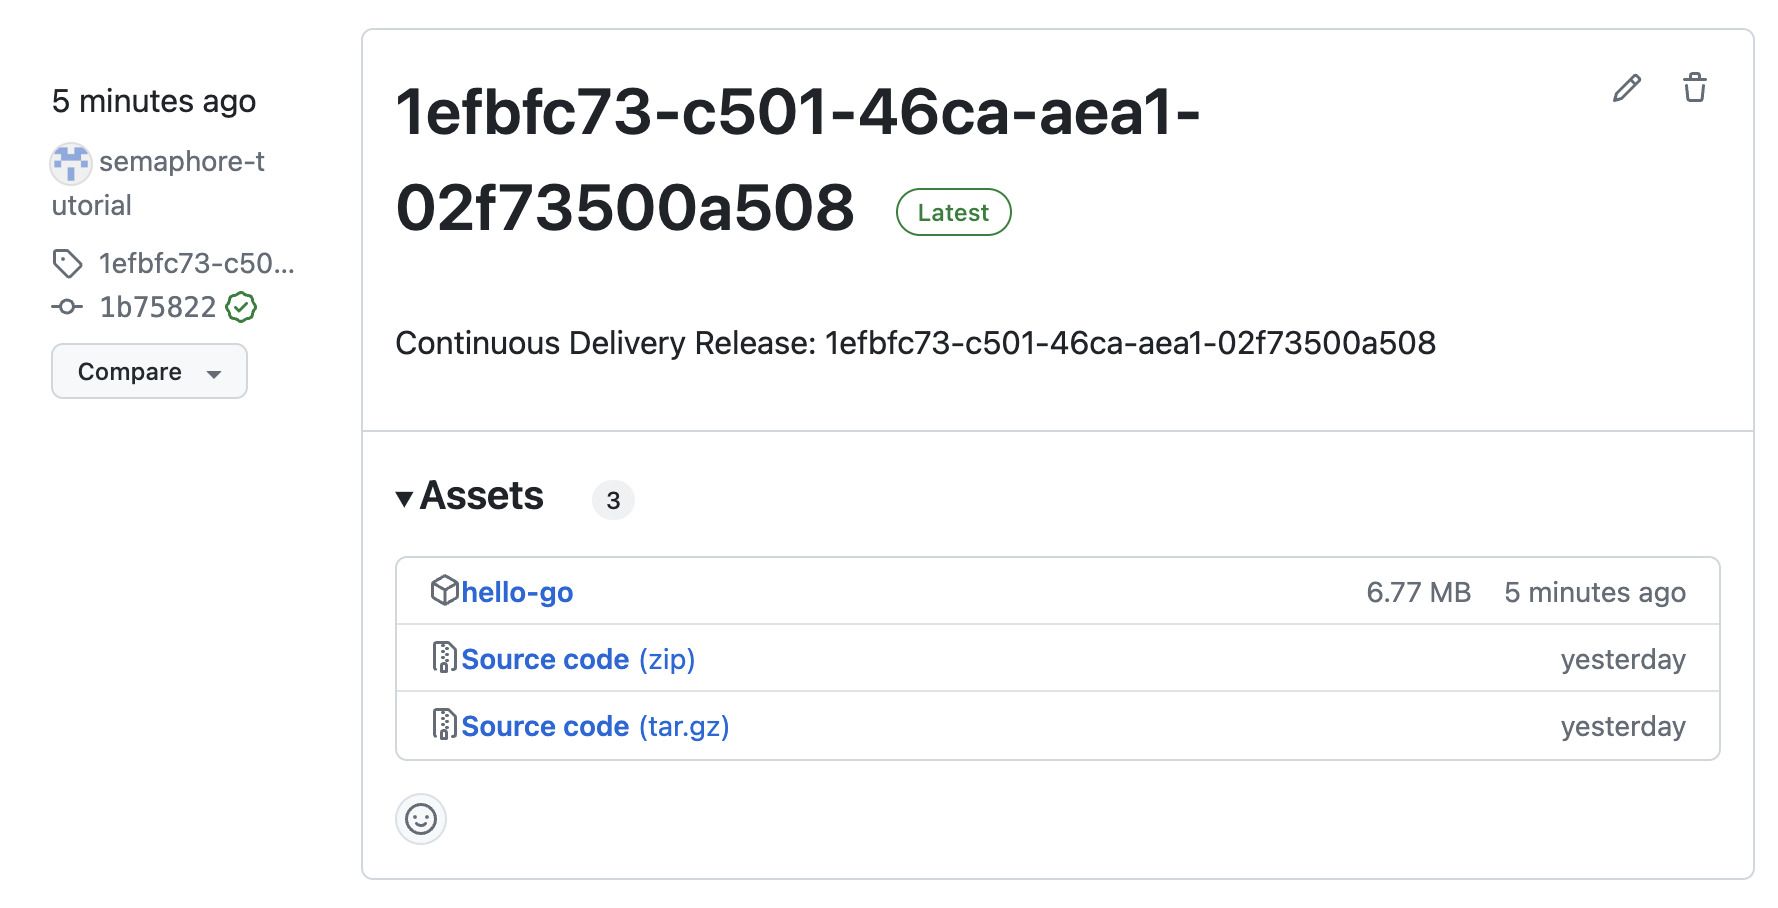 5 minutes ago
semaphore-t
utorial
1efbfc73-c50...
1b75822
Compare
1efbfc73-c501-46ca-aea1-
02f73500a508 Latest
Continuous Delivery Release: 1efbfc73-c501-46ca-aea1-02f73500a508
Assets 3
hello-go 6.77 MB 5 minutes ago
Source code (zip) yesterday
Source code (tar.gz) yesterday